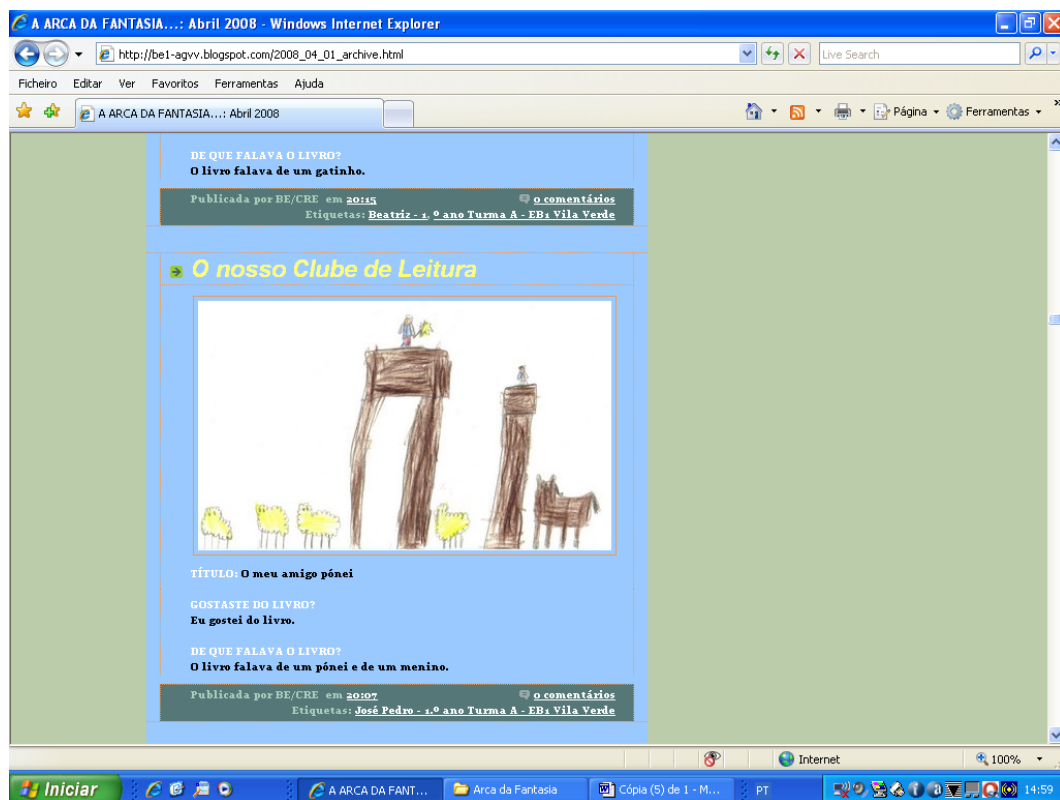 A ARCA DA FANTASIA...: Abril 2008 - Windows Internet Explorer
http://be1-agvv.blogspot.com/2008_04_01_archive.html
Live Search
Ficheiro Editar Ver Favoritos Ferramentas Ajuda
A ARCA DA FANTASIA...: Abril 2008
Página Ferramentas
DE QUE FALAVA O LIVRO?
O livro falava de um gatinho.
Publicada por BE/CRE em 20:15 0 comentários
Etiquetas: Beatriz - 1. º ano Turma A - EB1 Vila Verde
O nosso Clube de Leitura
TÍTULO: O meu amigo pónei
GOSTASTE DO LIVRO?
Eu gostei do livro.
DE QUE FALAVA O LIVRO?
O livro falava de um pónei e de um menino.
Publicada por BE/CRE em 20:07 0 comentários
Etiquetas: José Pedro - 1.º ano Turma A - EB1 Vila Verde
Internet 100%
Iniciar A ARCA DA FANT... Arca da Fantasia Cópia (5) de 1 - M... PT 14:59